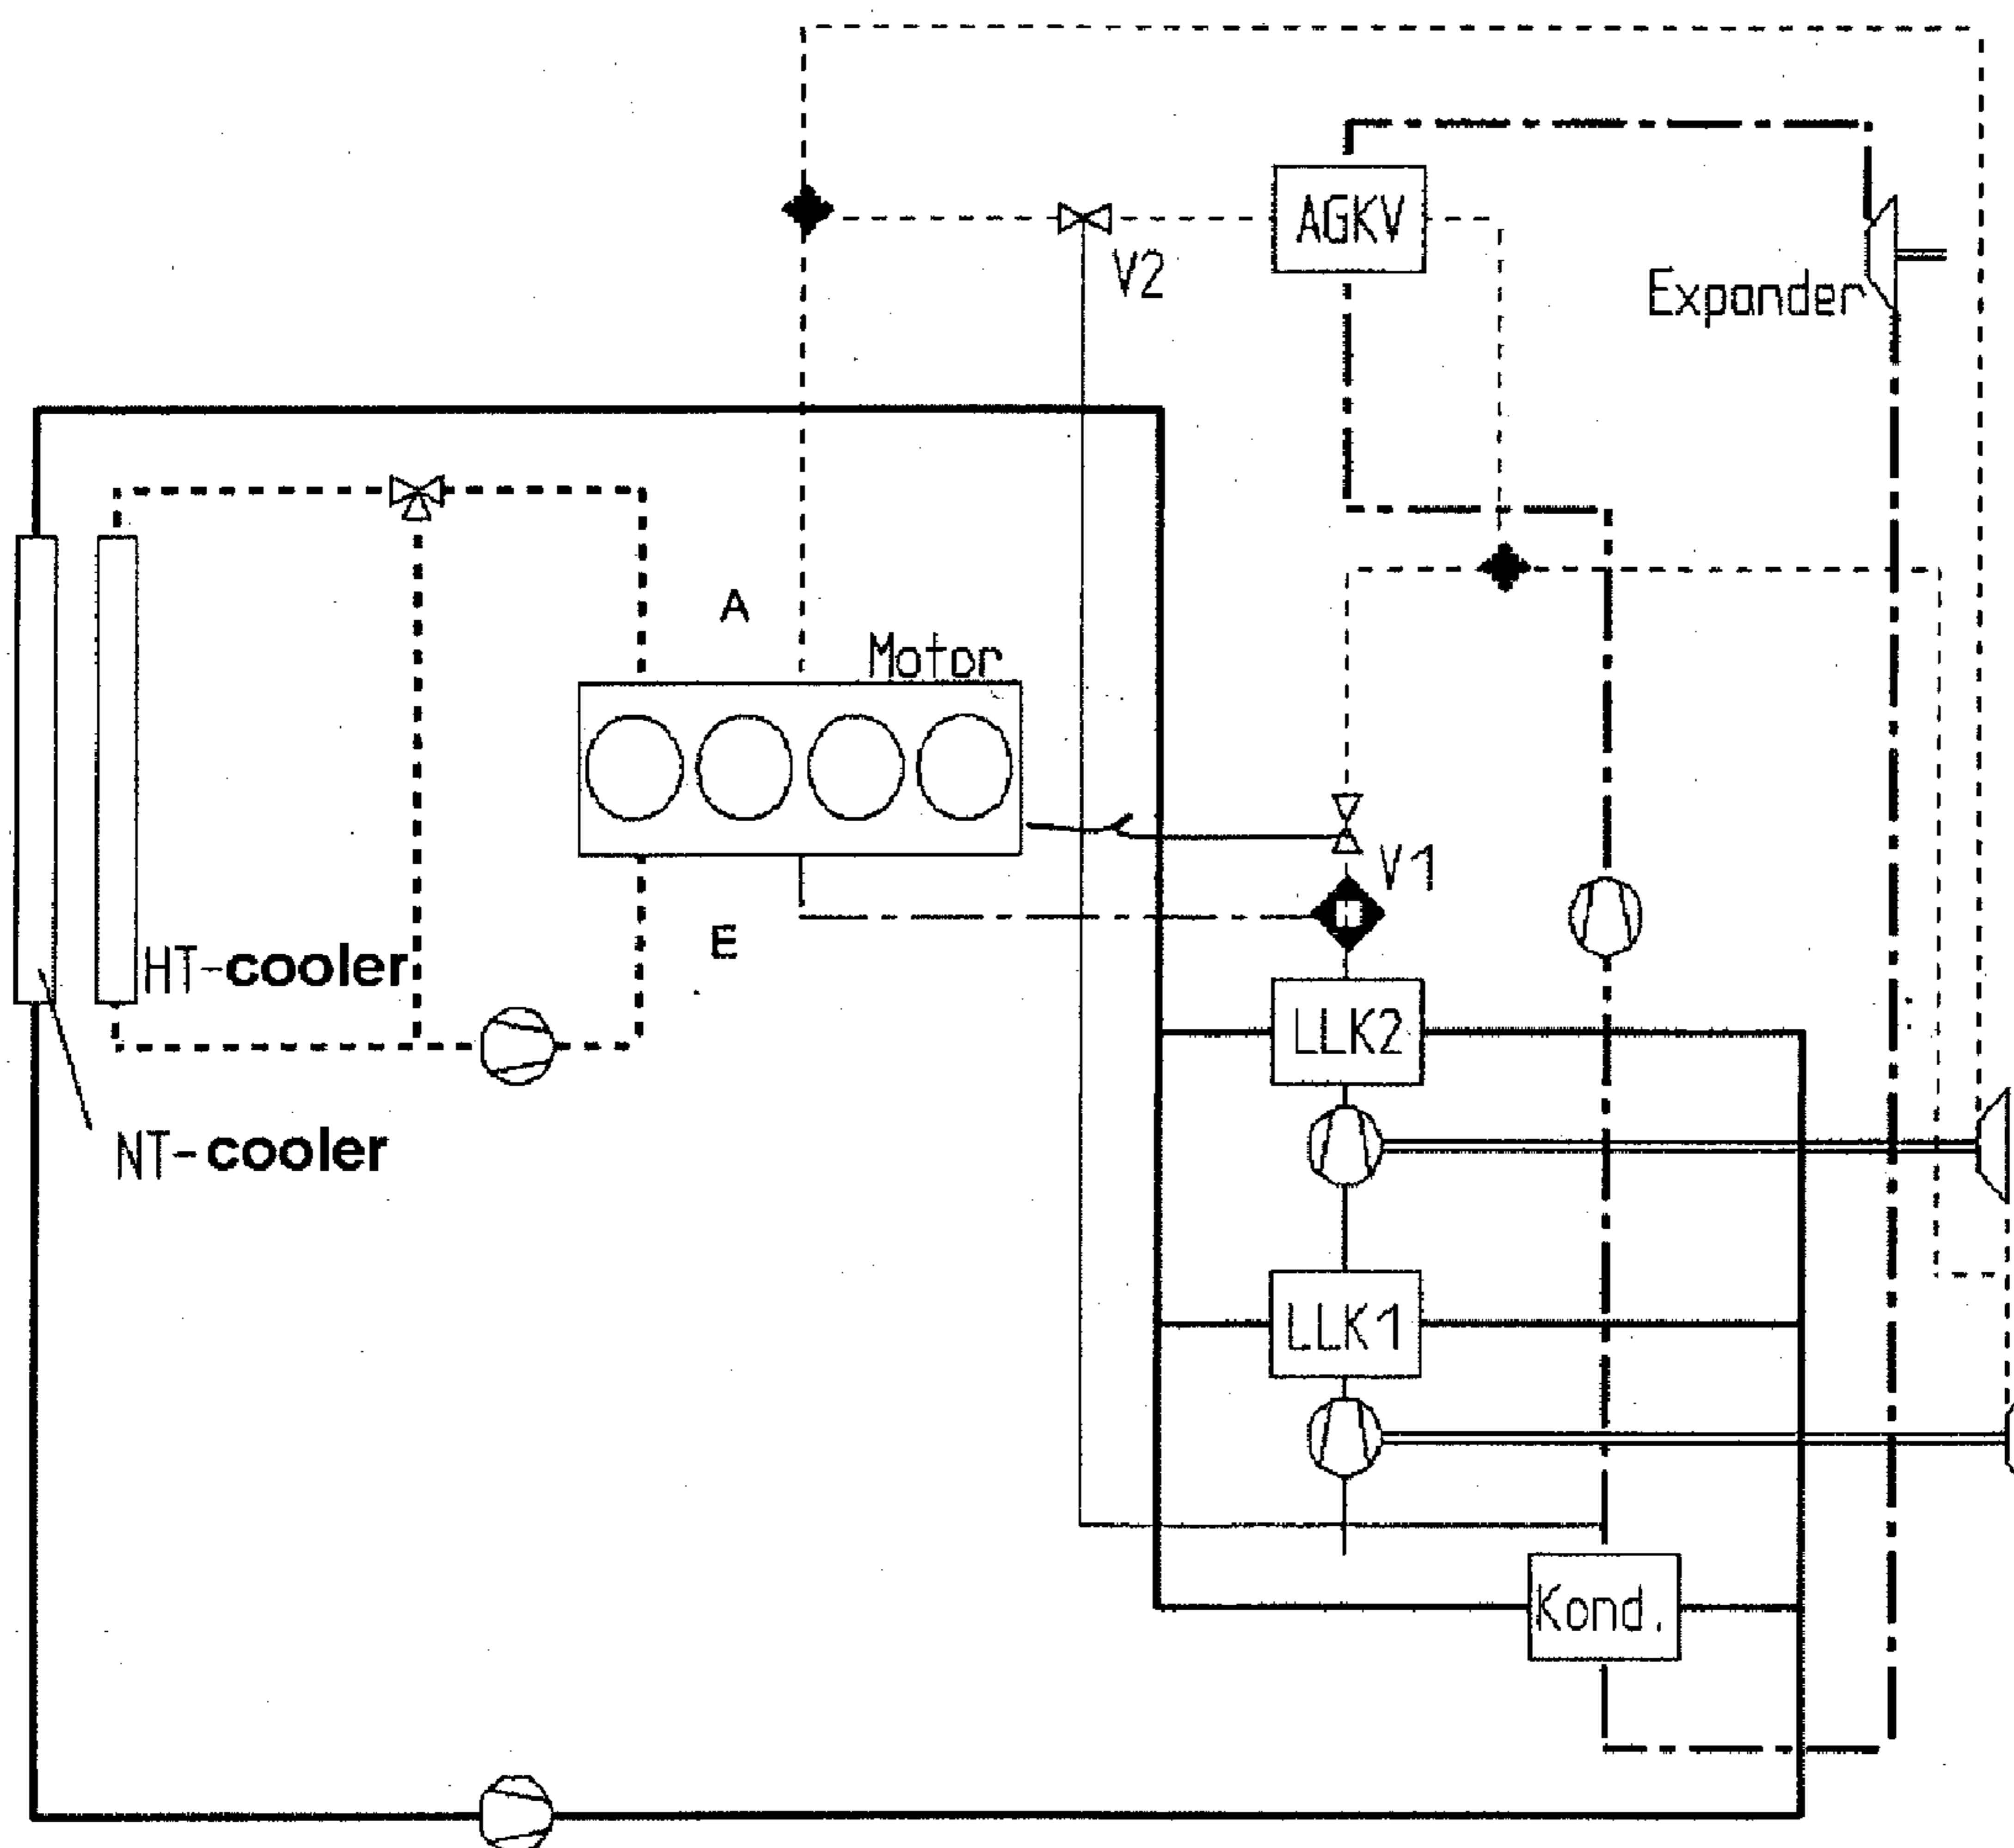 AGKV
V2
Expander
A
Motor
V1
E
HT-cooler
LLK2
NT-cooler
LLK1
Kond.